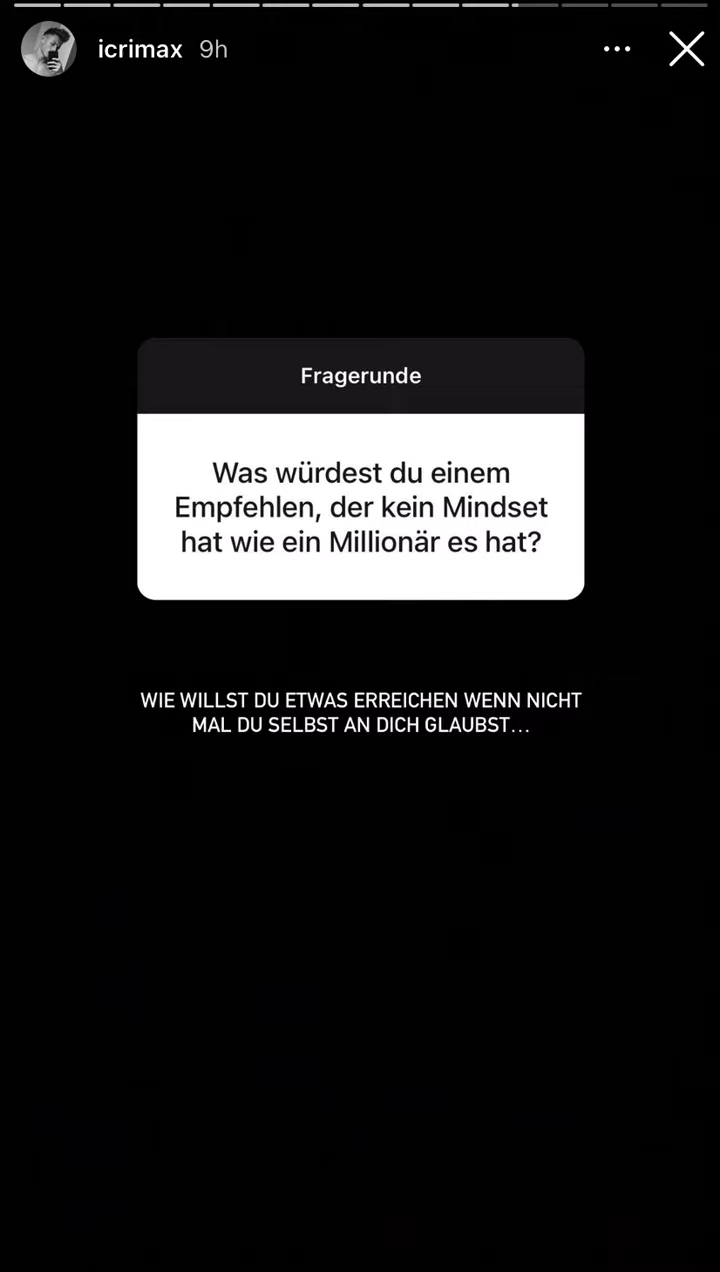 icrimax 9h
Fragerunde
Was würdest du einem
Empfehlen, der kein Mindset
hat wie ein Millionär es hat?
WIE WILLST DU ETWAS ERREICHEN WENN NICHT
MAL DU SELBST AN DICH GLAUBST...